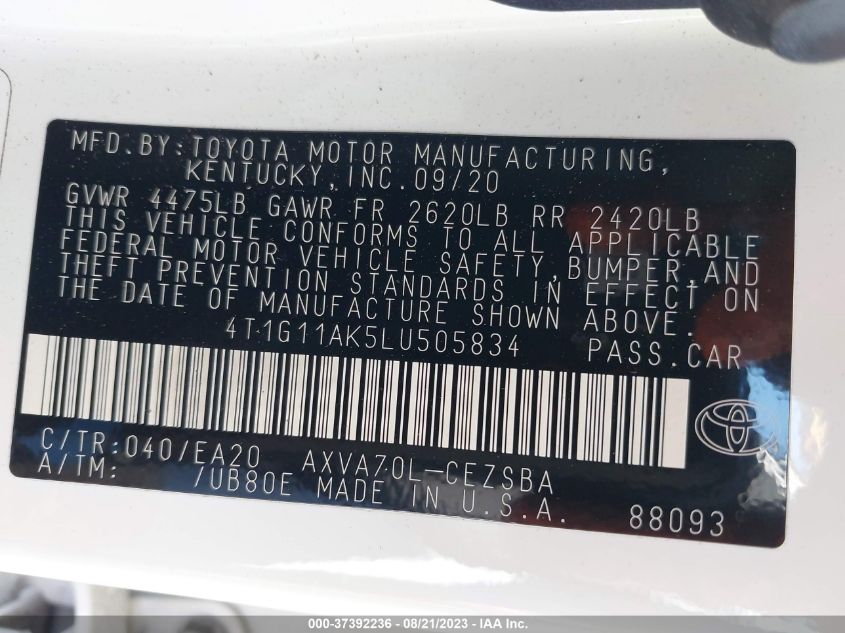 MFD. BY: TOYOTA MOTOR MANUFACTURING,
KENTUCKY, INC. 09/20
GVWR 4475LB GAWR FR 2620LB RR 2420LB
THIS VEHICLE CONFORMS TO ALL APPLICABLE
FEDERAL MOTOR VEHICLE SAFETY, BUMPER, AND
THEFT PREVENTION STANDARDS IN EFFECT ON
THE DATE OF MANUFACTURE SHOWN ABOVE.
4T1G11AK5LU505834 PASS. CAR
C/TR: 040/EA20 AXVA70L-CEZSBA
A/TM: /UB80E MADE IN U.S.A. 88093
000-37392236 - 08/21/2023 - IAA Inc.